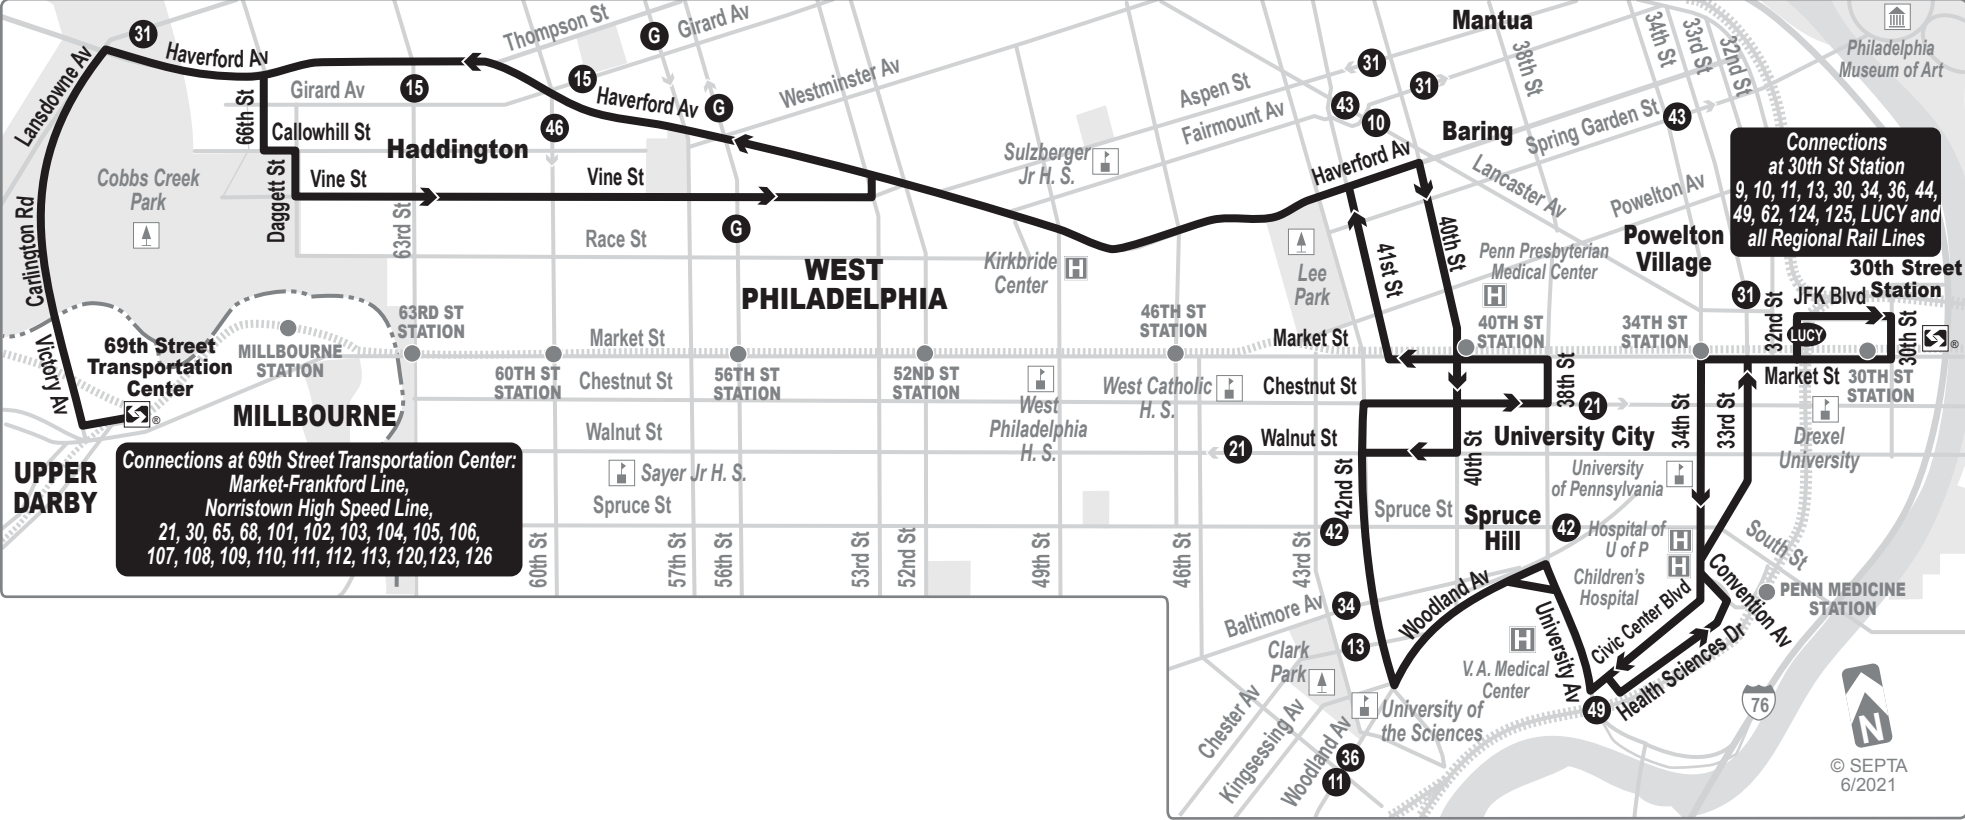 31
Haverford Av
Lansdowne Av
Thompson St
G
Girard Av
Mantua
34th St
33rd St
32nd St
38th St
Philadelphia
Museum of Art
Girard Av
15
15
Haverford Av
G
Westminster Av
Aspen St
Fairmount Av
31
31
43
10
Baring
Spring Garden St
43
66th St
Callowhill St
46
Haddington
Sulzberger
Jr H. S.
Haverford Av
Lancaster Av
Powelton Av
Connections
at 30th St Station
9, 10, 11, 13, 30, 34, 36, 44,
49, 62, 124, 125, LUCY and
all Regional Rail Lines
Cobbs Creek
Park
Daggett St
Vine St
Vine St
63rd St
G
Race St
Carlington Rd
WEST
PHILADELPHIA
Kirkbride
Center
H
Lee
Park
41st St
40th St
Penn Presbyterian
Medical Center
H
Powelton
Village
30th Street
Station
31
32nd St
JFK Blvd
LUCY
30th St
®
Market St
30TH ST
STATION
Victory Av
69th Street
Transportation
Center
®
MILLBOURNE
STATION
63RD ST
STATION
Market St
46TH ST
STATION
Market St
40TH ST
STATION
34TH ST
STATION
60TH ST
STATION
Chestnut St
56TH ST
STATION
52ND ST
STATION
West
Philadelphia
H. S.
West Catholic
H. S.
Chestnut St
38th St
21
34th St
33rd St
Drexel
University
MILLBOURNE
Walnut St
21
Walnut St
40th St
University City
University
of Pennsylvania
UPPER
DARBY
Connections at 69th Street Transportation Center:
Market-Frankford Line,
Norristown High Speed Line,
21, 30, 65, 68, 101, 102, 103, 104, 105, 106,
107, 108, 109, 110, 111, 112, 113, 120,123, 126
Sayer Jr H. S.
Spruce St
42nd St
42
Spruce St
Spruce
Hill
42
Hospital of
U of P
H
H
Children's
Hospital
South St
60th St
57th St
56th St
53rd St
52nd St
49th St
46th St
43rd St
Convention Av
PENN MEDICINE
STATION
Baltimore Av
34
Woodland Av
University Av
Civic Center Blvd
Health Sciences Dr
13
Clark
Park
H
V. A. Medical
Center
49
76
University of
the Sciences
Chester Av
Kingsessing Av
Woodland Av
36
11
N
© SEPTA
6/2021